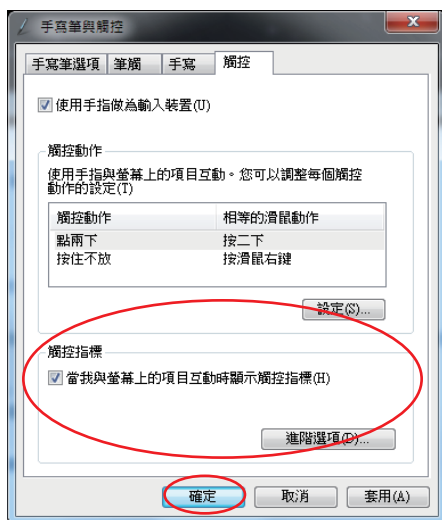 手寫筆與觸控
手寫筆選項 筆觸 手寫 觸控
使用手指做為輸入裝置(U)
觸控動作
使用手指與螢幕上的項目互動。您可以調整每個觸控
動作的設定(T)
觸控動作 相等的滑鼠動作
點兩下 按二下
按住不放 按滑鼠右鍵
設定(S)...
觸控指標
當我與螢幕上的項目互動時顯示觸控指標(H)
進階選項(D)...
確定 取消 套用(A)